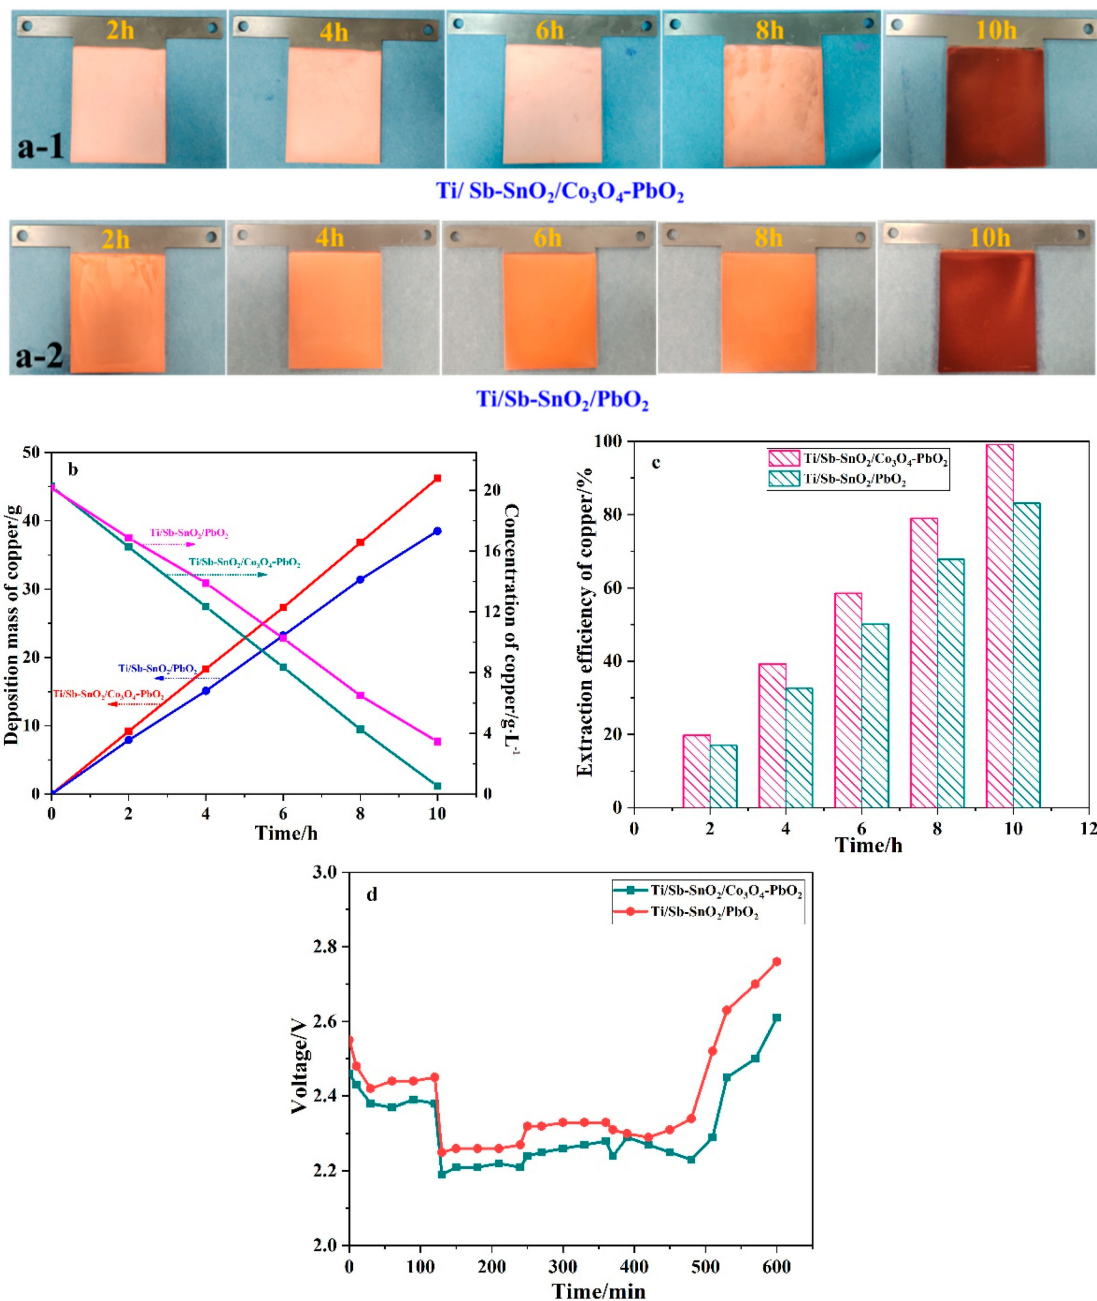 2h 4h 6h 8h 10h
a-1
Ti/ Sb-SnO₂/Co₃O₄-PbO₂
2h 4h 6h 8h 10h
a-2
Ti/Sb-SnO₂/PbO₂
b
Deposition mass of copper/g
50
40
30
20
10
0
Ti/Sb-SnO₂/PbO₂
Ti/Sb-SnO₂/Co₃O₄-PbO₂
Ti/Sb-SnO₂/PbO₂
Ti/Sb-SnO₂/Co₃O₄-PbO₂
20
16
12
8
4
0
Concentration of copper/g·L⁻¹
0 2 4 6 8 10
Time/h
c
Extraction efficiency of copper/%
100
80
60
40
20
0
Ti/Sb-SnO₂/Co₃O₄-PbO₂
Ti/Sb-SnO₂/PbO₂
0 2 4 6 8 10 12
Time/h
d
Voltage/V
3.0
2.8
2.6
2.4
2.2
2.0
Ti/Sb-SnO₂/Co₃O₄-PbO₂
Ti/Sb-SnO₂/PbO₂
0 100 200 300 400 500 600
Time/min